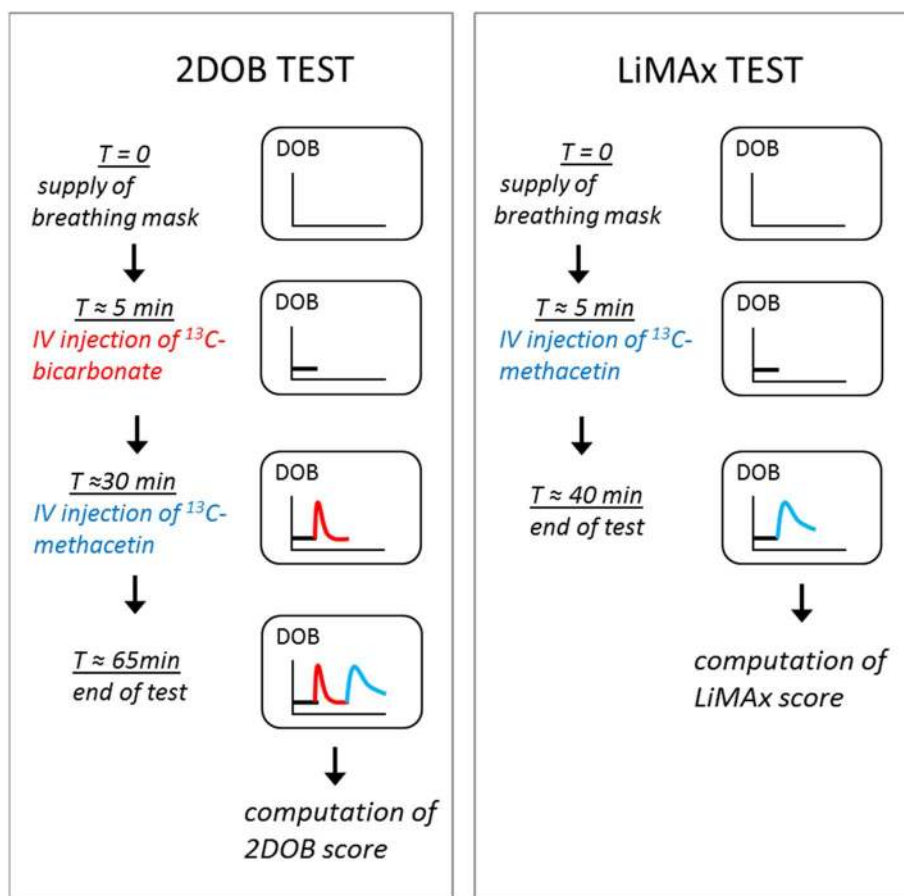 2DOB TEST
T = 0
supply of
breathing mask
DOB
T ≈ 5 min
IV injection of ¹³C-
bicarbonate
DOB
T ≈30 min
IV injection of ¹³C-
methacetin
DOB
T ≈ 65min
end of test
DOB
computation of
2DOB score
LiMAx TEST
T = 0
supply of
breathing mask
DOB
T ≈ 5 min
IV injection of ¹³C-
methacetin
DOB
T ≈ 40 min
end of test
DOB
computation of
LiMAx score